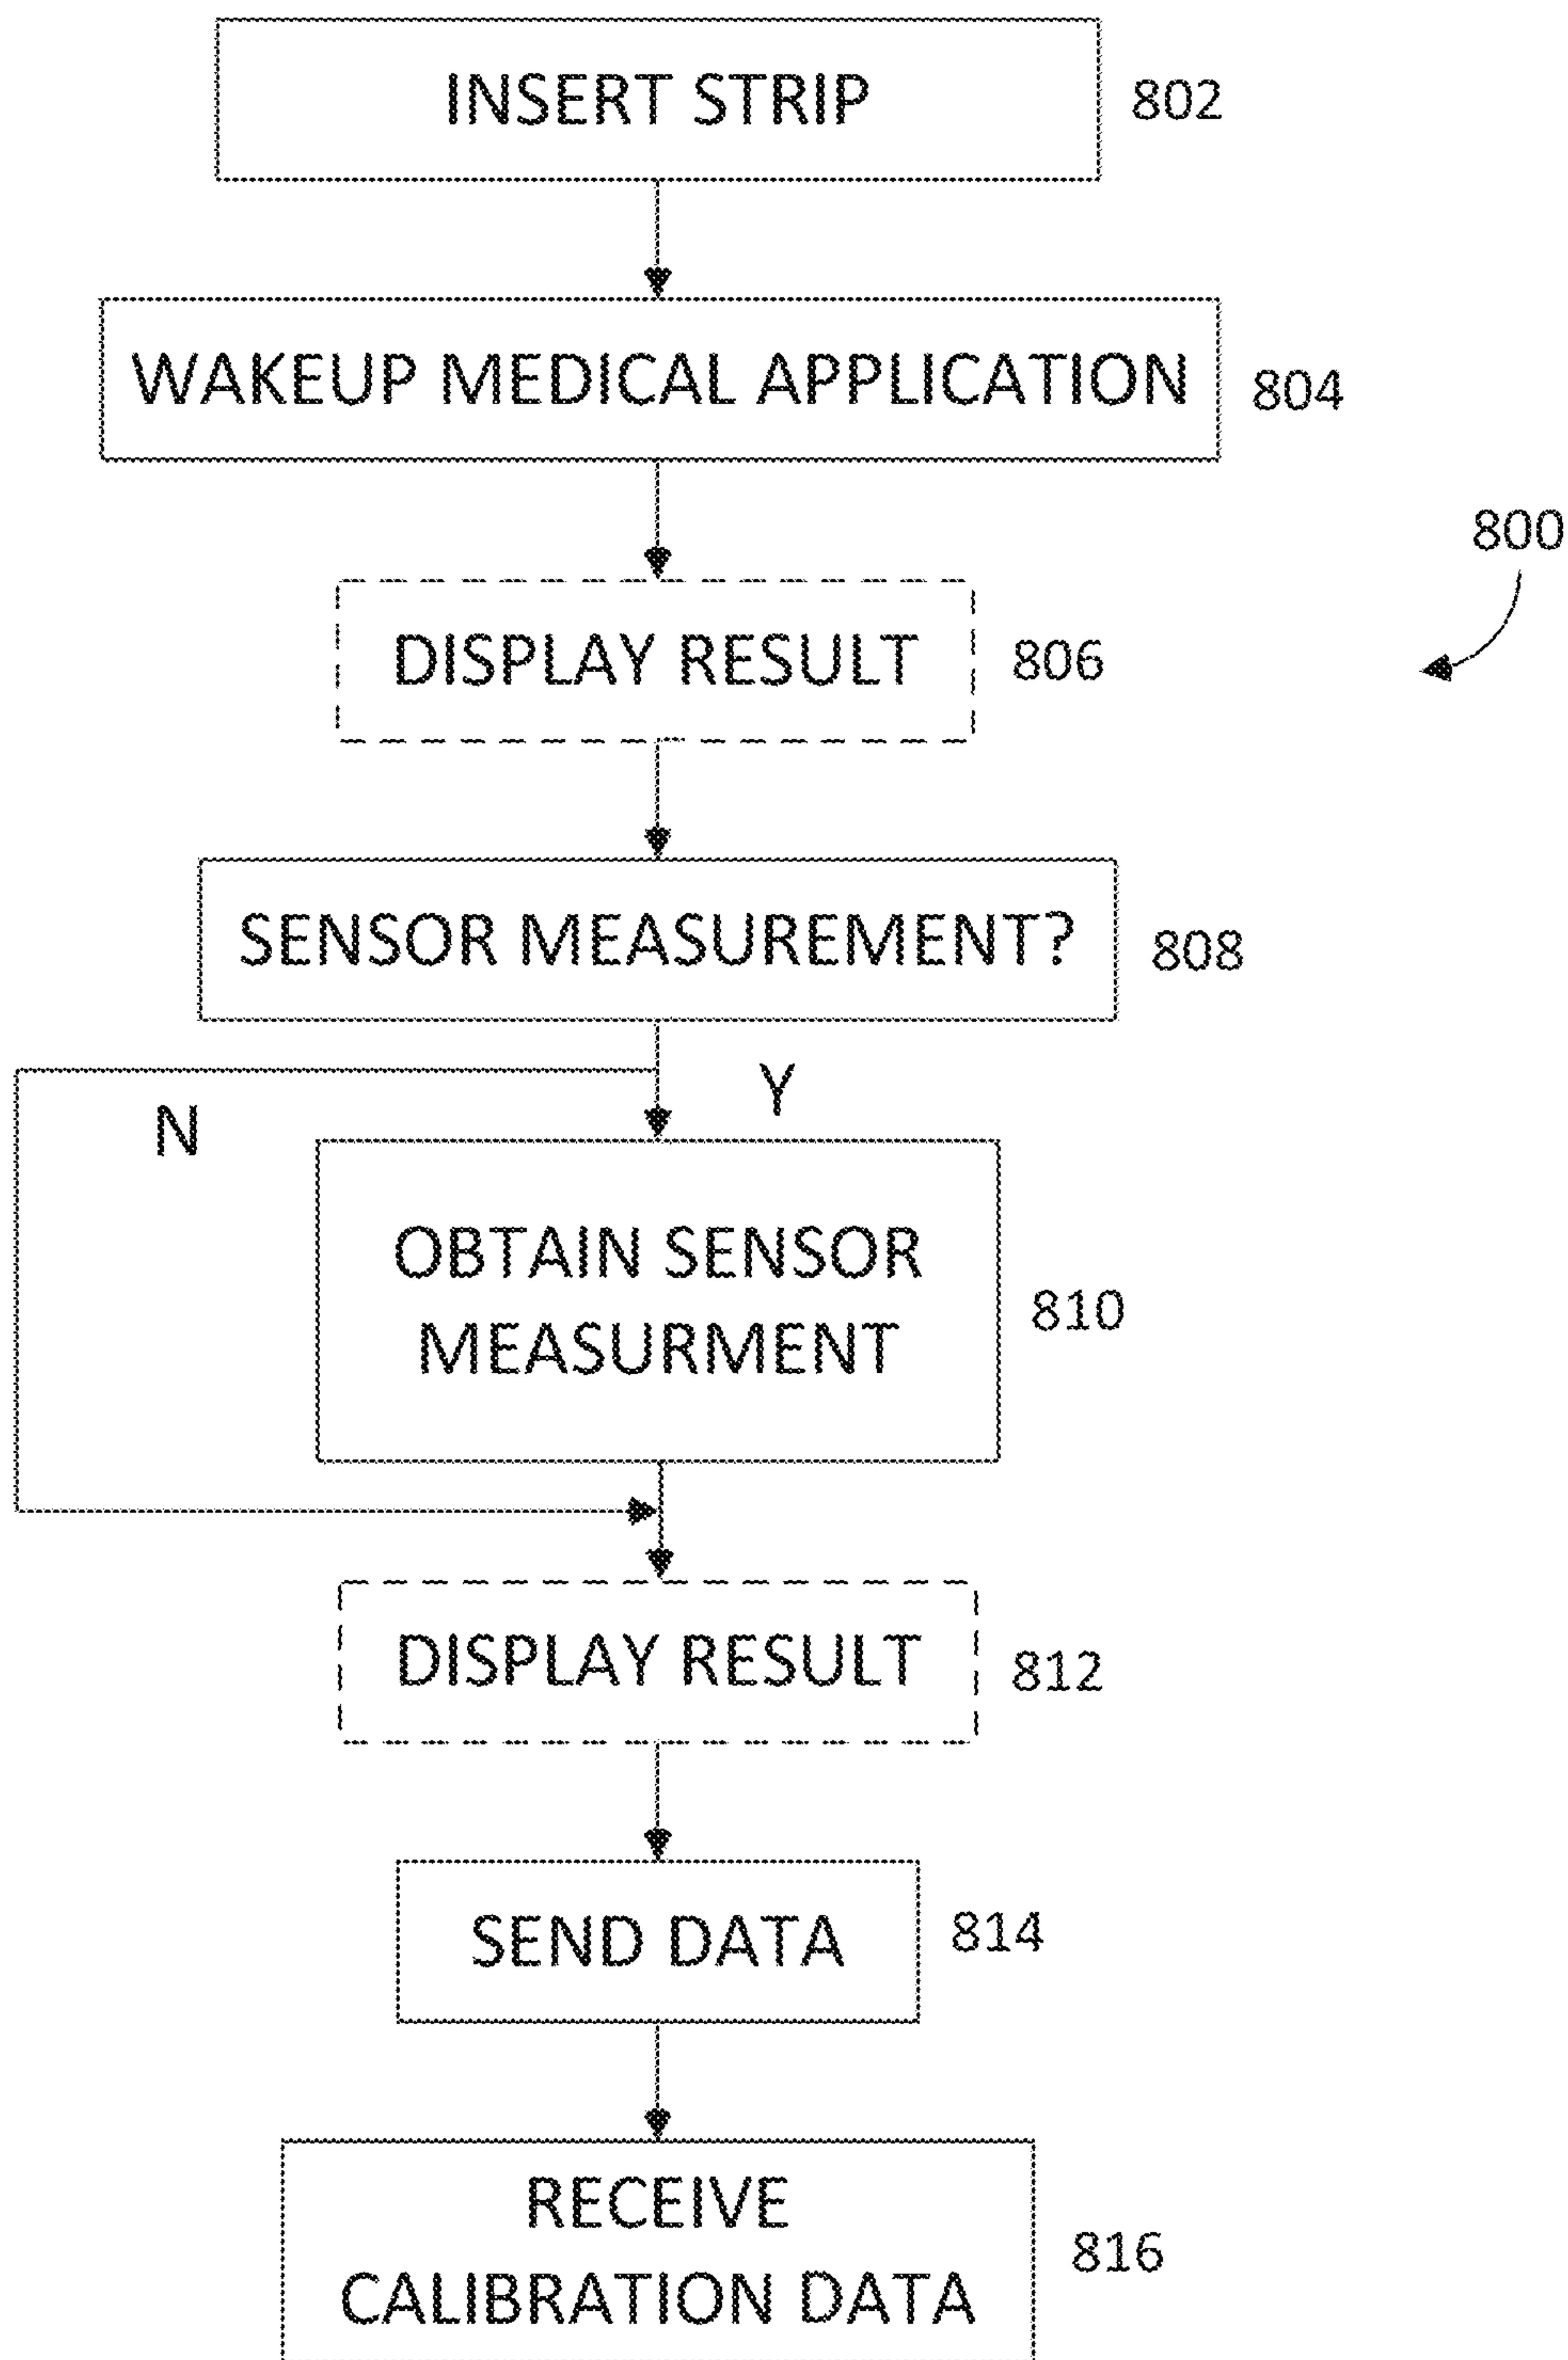 INSERT STRIP
802
WAKEUP MEDICAL APPLICATION
804
800
DISPLAY RESULT
806
SENSOR MEASUREMENT?
808
Y
N
OBTAIN SENSOR
MEASURMENT
810
DISPLAY RESULT
812
SEND DATA
814
RECEIVE
CALIBRATION DATA
816